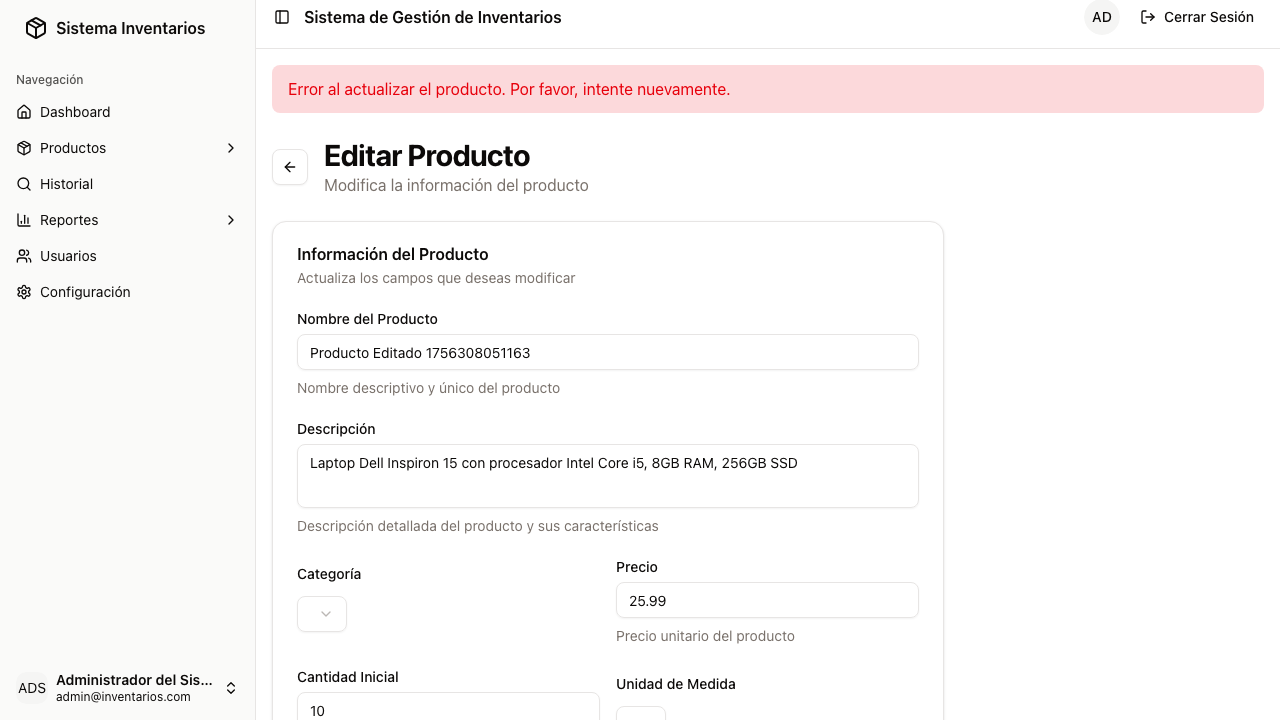 Sistema Inventarios
Navegación
Dashboard
Productos
Historial
Reportes
Usuarios
Configuración
ADS
Administrador del Sis...
admin@inventarios.com
Sistema de Gestión de Inventarios
AD
Cerrar Sesión
Error al actualizar el producto. Por favor, intente nuevamente.
Editar Producto
Modifica la información del producto
Información del Producto
Actualiza los campos que deseas modificar
Nombre del Producto
Producto Editado 1756308051163
Nombre descriptivo y único del producto
Descripción
Laptop Dell Inspiron 15 con procesador Intel Core i5, 8GB RAM, 256GB SSD
Descripción detallada del producto y sus características
Categoría
Precio
25.99
Precio unitario del producto
Cantidad Inicial
10
Unidad de Medida